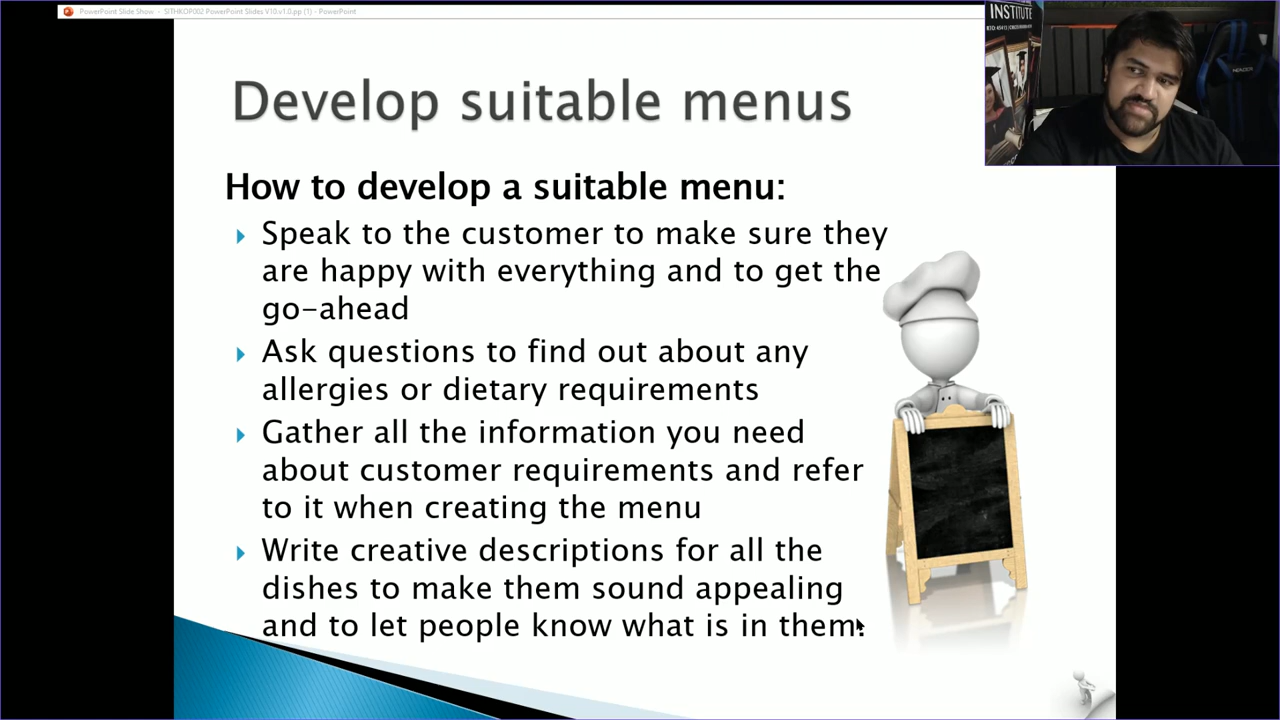 PowerPoint Slide Show - SITHKOP002 PowerPoint Slides V10.v1.0.pp (1) - PowerPoint
INSTITUTE
Develop suitable menus
How to develop a suitable menu:
Speak to the customer to make sure they
are happy with everything and to get the
go-ahead
Ask questions to find out about any
allergies or dietary requirements
Gather all the information you need
about customer requirements and refer
to it when creating the menu
Write creative descriptions for all the
dishes to make them sound appealing
and to let people know what is in them.